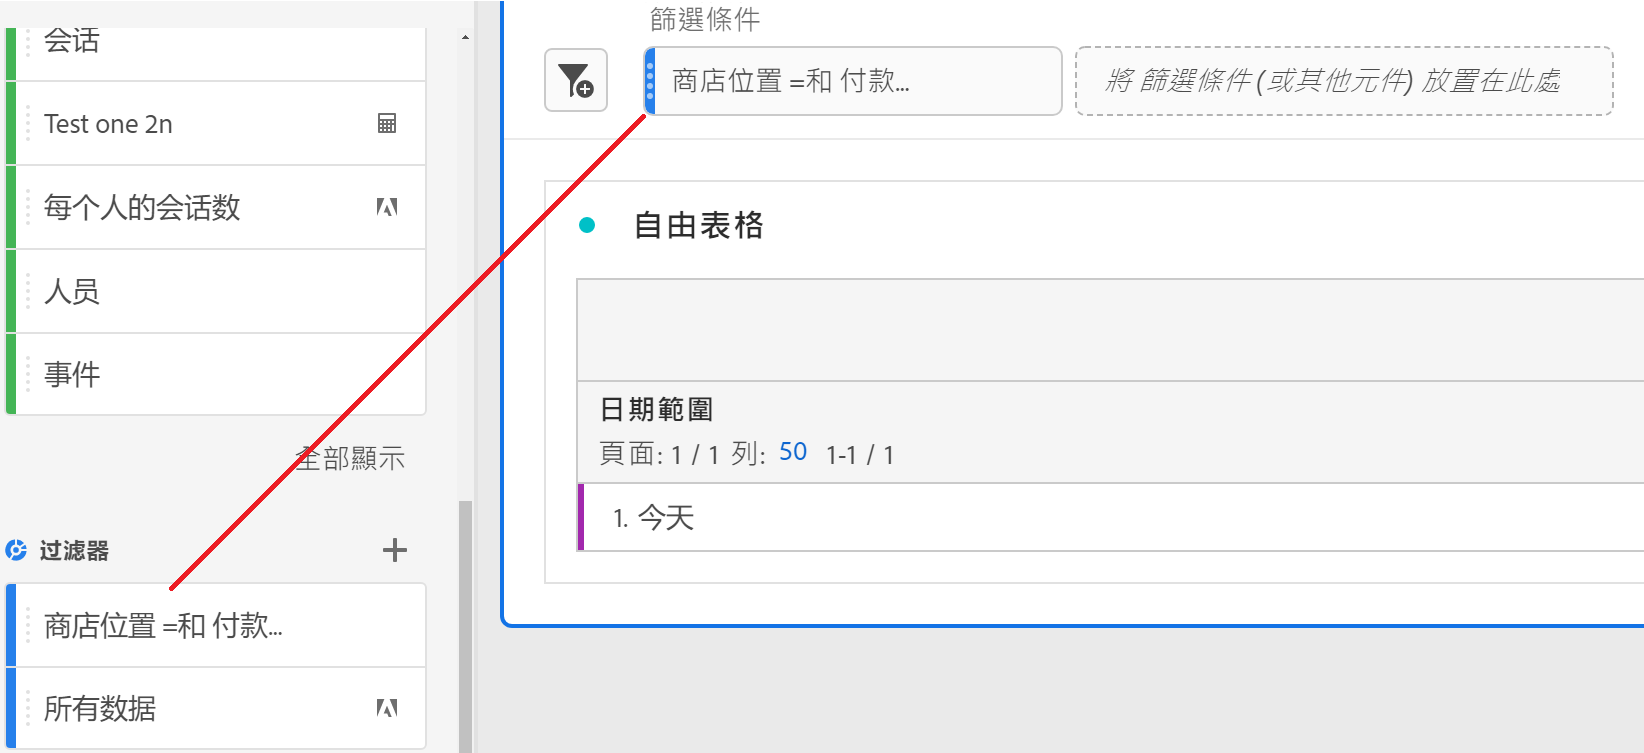 会话
Test one 2n
每个人的会话数
人员
事件
全部顯示
过滤器
商店位置 =和 付款...
所有数据
篩選條件
商店位置 =和 付款...
將 篩選條件 (或其他元件) 放置在此處
自由表格
日期範圍
頁面: 1 / 1 列: 50 1-1 / 1
1. 今天